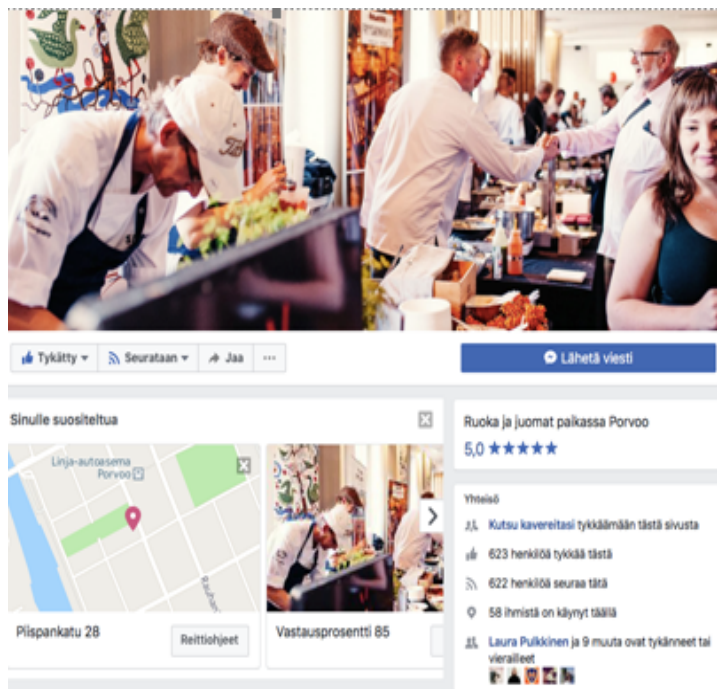 Tykätty
Seurataan
Jaa
Lähetä viesti
Sinulle suositeltua
Linja-autoasema
Porvoo
Rauhan
Piispankatu 28
Reittiohjeet
Vastausprosentti 85
Ruoka ja juomat paikassa Porvoo
5,0 ★★★★★
Yhteisö
Kutsu kavereitasi tykkäämään tästä sivusta
623 henkilöä tykkää tästä
622 henkilöä seuraa tätä
58 ihmistä on käynyt täällä
Laura Pulkkinen ja 9 muuta ovat tykänneet tai
vierailleet